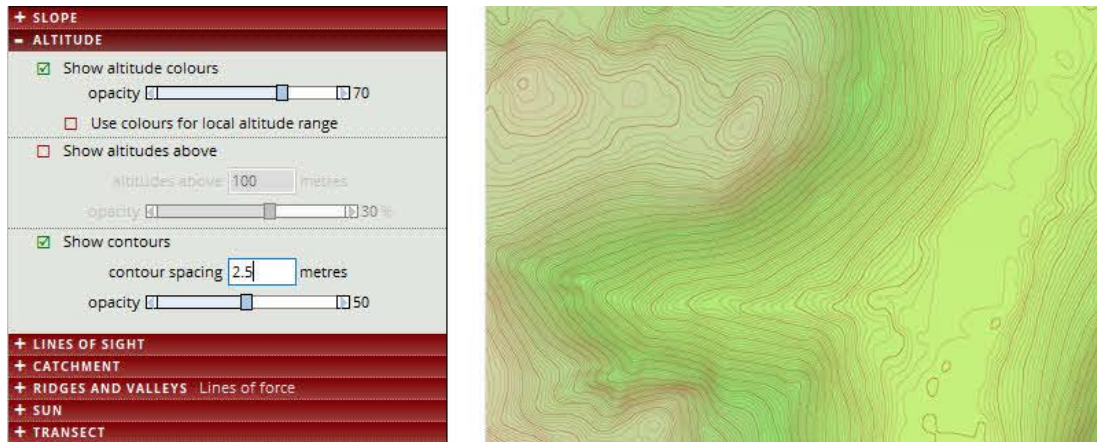 + SLOPE
- ALTITUDE
Show altitude colours
opacity 70
Use colours for local altitude range
Show altitudes above
altitudes above 100 metres
opacity 30 %
Show contours
contour spacing 2.5 metres
opacity 50
+ LINES OF SIGHT
+ CATCHMENT
+ RIDGES AND VALLEYS Lines of force
+ SUN
+ TRANSECT